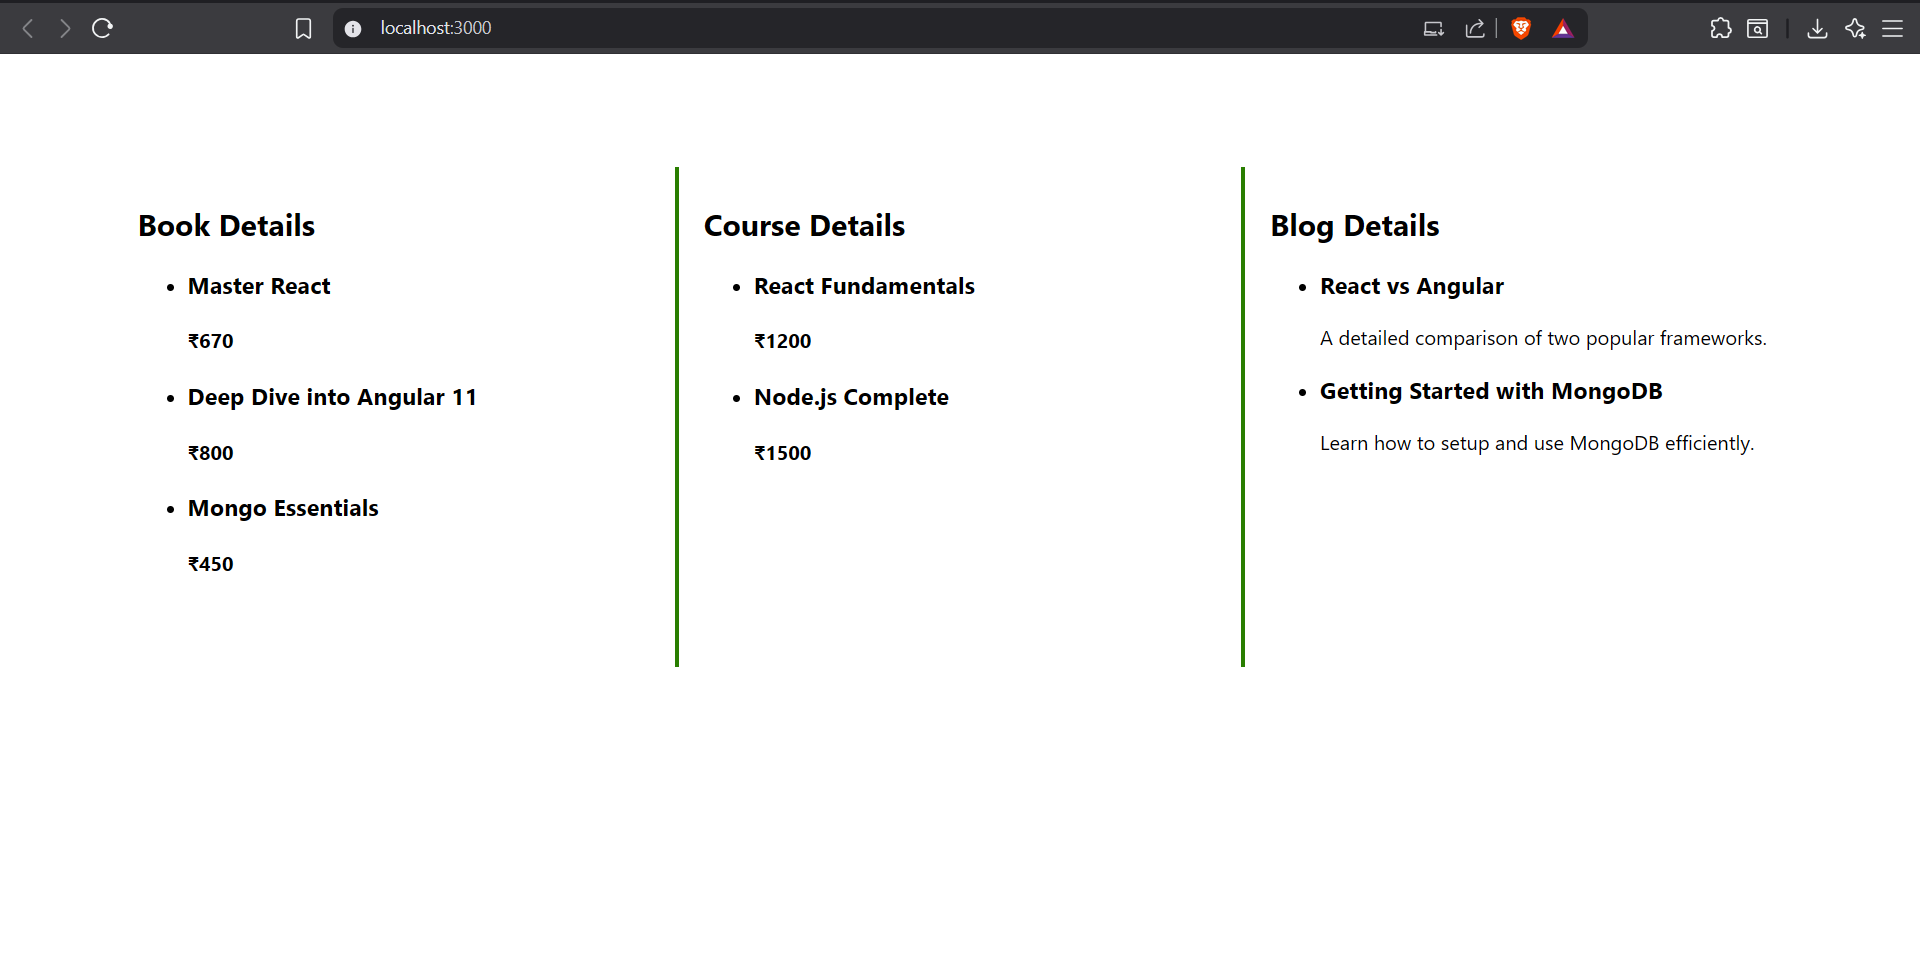 localhost:3000
Book Details
Master React
₹670
Deep Dive into Angular 11
₹800
Mongo Essentials
₹450
Course Details
React Fundamentals
₹1200
Node.js Complete
₹1500
Blog Details
React vs Angular
A detailed comparison of two popular frameworks.
Getting Started with MongoDB
Learn how to setup and use MongoDB efficiently.